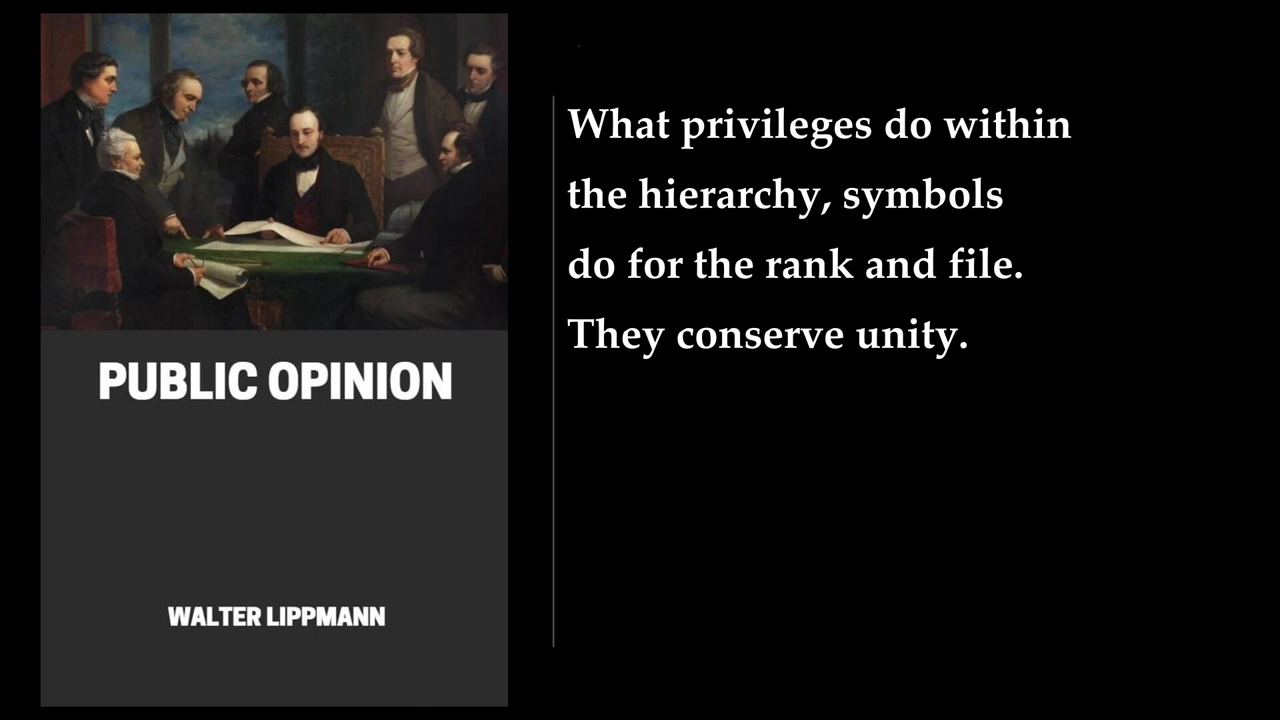 PUBLIC OPINION
WALTER LIPPMANN
What privileges do within
the hierarchy, symbols
do for the rank and file.
They conserve unity.